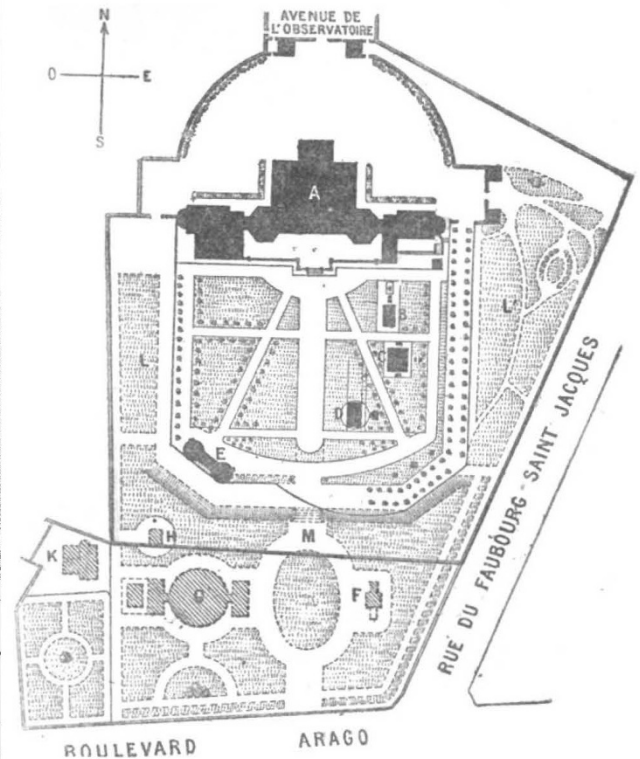 AVENUE DE
L'OBSERVATOIRE
N
O E
S
A
B
L L'
C
D
E
H M
K
G F
RUE DU FAUBOURG SAINT JACQUES
BOULEVARD ARAGO